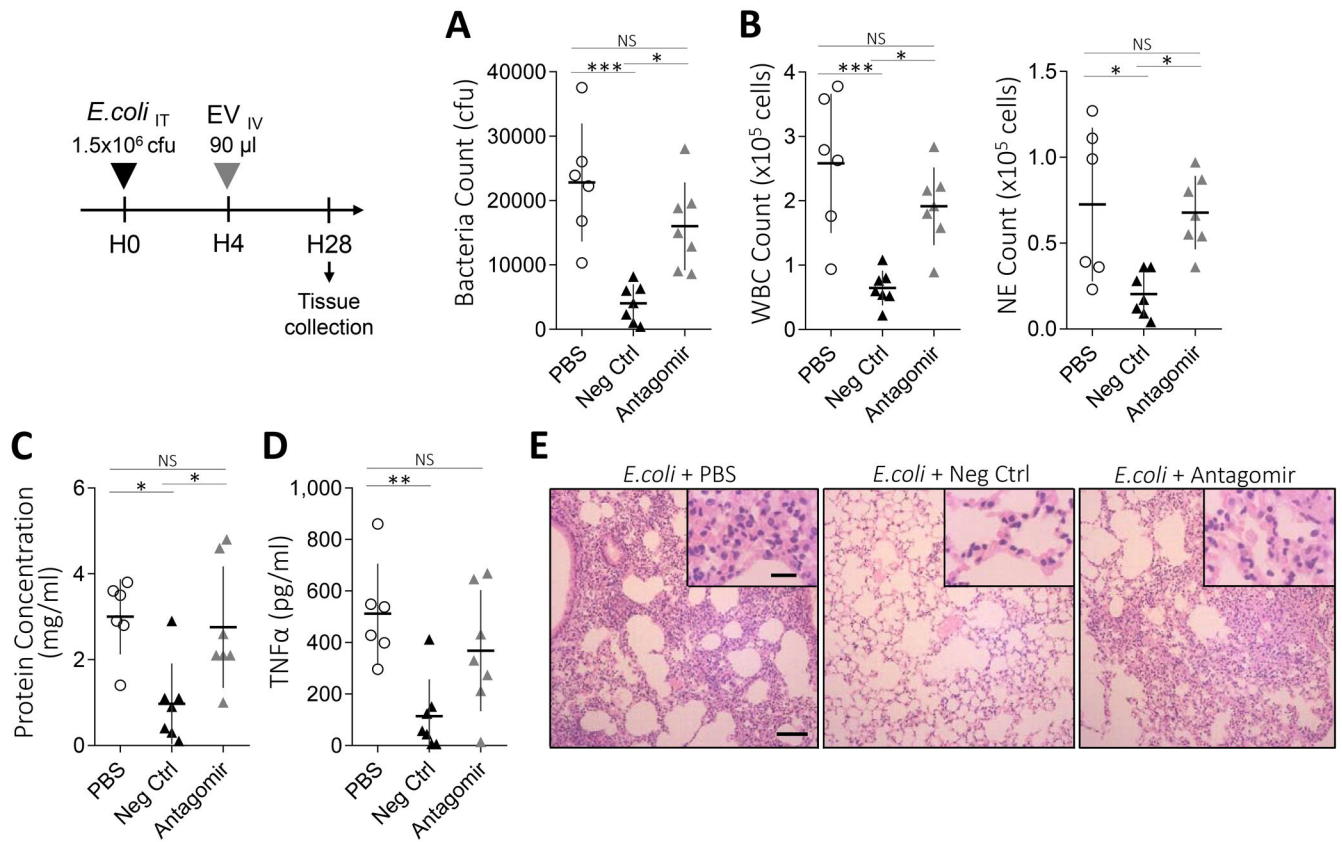 E.coli IT
1.5x10⁶ cfu
EV IV
90 µl
H0
H4
H28
Tissue
collection
A
NS
***
*
Bacteria Count (cfu)
40000
30000
20000
10000
0
PBS
Neg Ctrl
Antagomir
B
NS
***
*
WBC Count (x10⁵ cells)
4
3
2
1
0
PBS
Neg Ctrl
Antagomir
NS
*
*
NE Count (x10⁵ cells)
1.5
1.0
0.5
0.0
PBS
Neg Ctrl
Antagomir
C
NS
*
*
Protein Concentration
(mg/ml)
6
4
2
0
PBS
Neg Ctrl
Antagomir
D
NS
**
TNFα (pg/ml)
1,000
800
600
400
200
0
PBS
Neg Ctrl
Antagomir
E
E.coli + PBS
E.coli + Neg Ctrl
E.coli + Antagomir